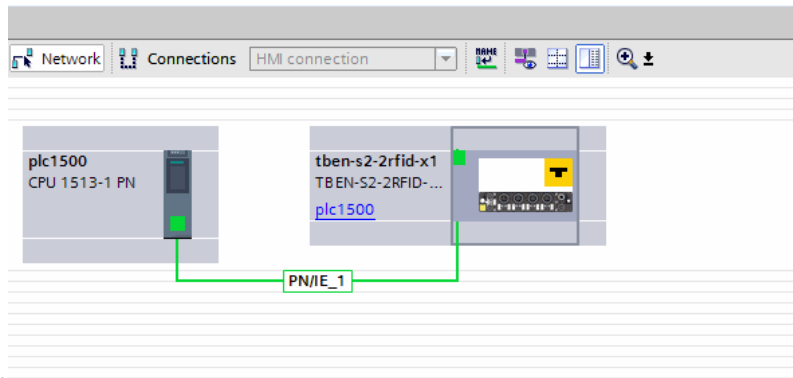 Network Connections HMI connection NAME
plc1500
CPU 1513-1 PN
tben-s2-2rfid-x1
TBEN-S2-2RFID-...
plc1500
PN/IE_1